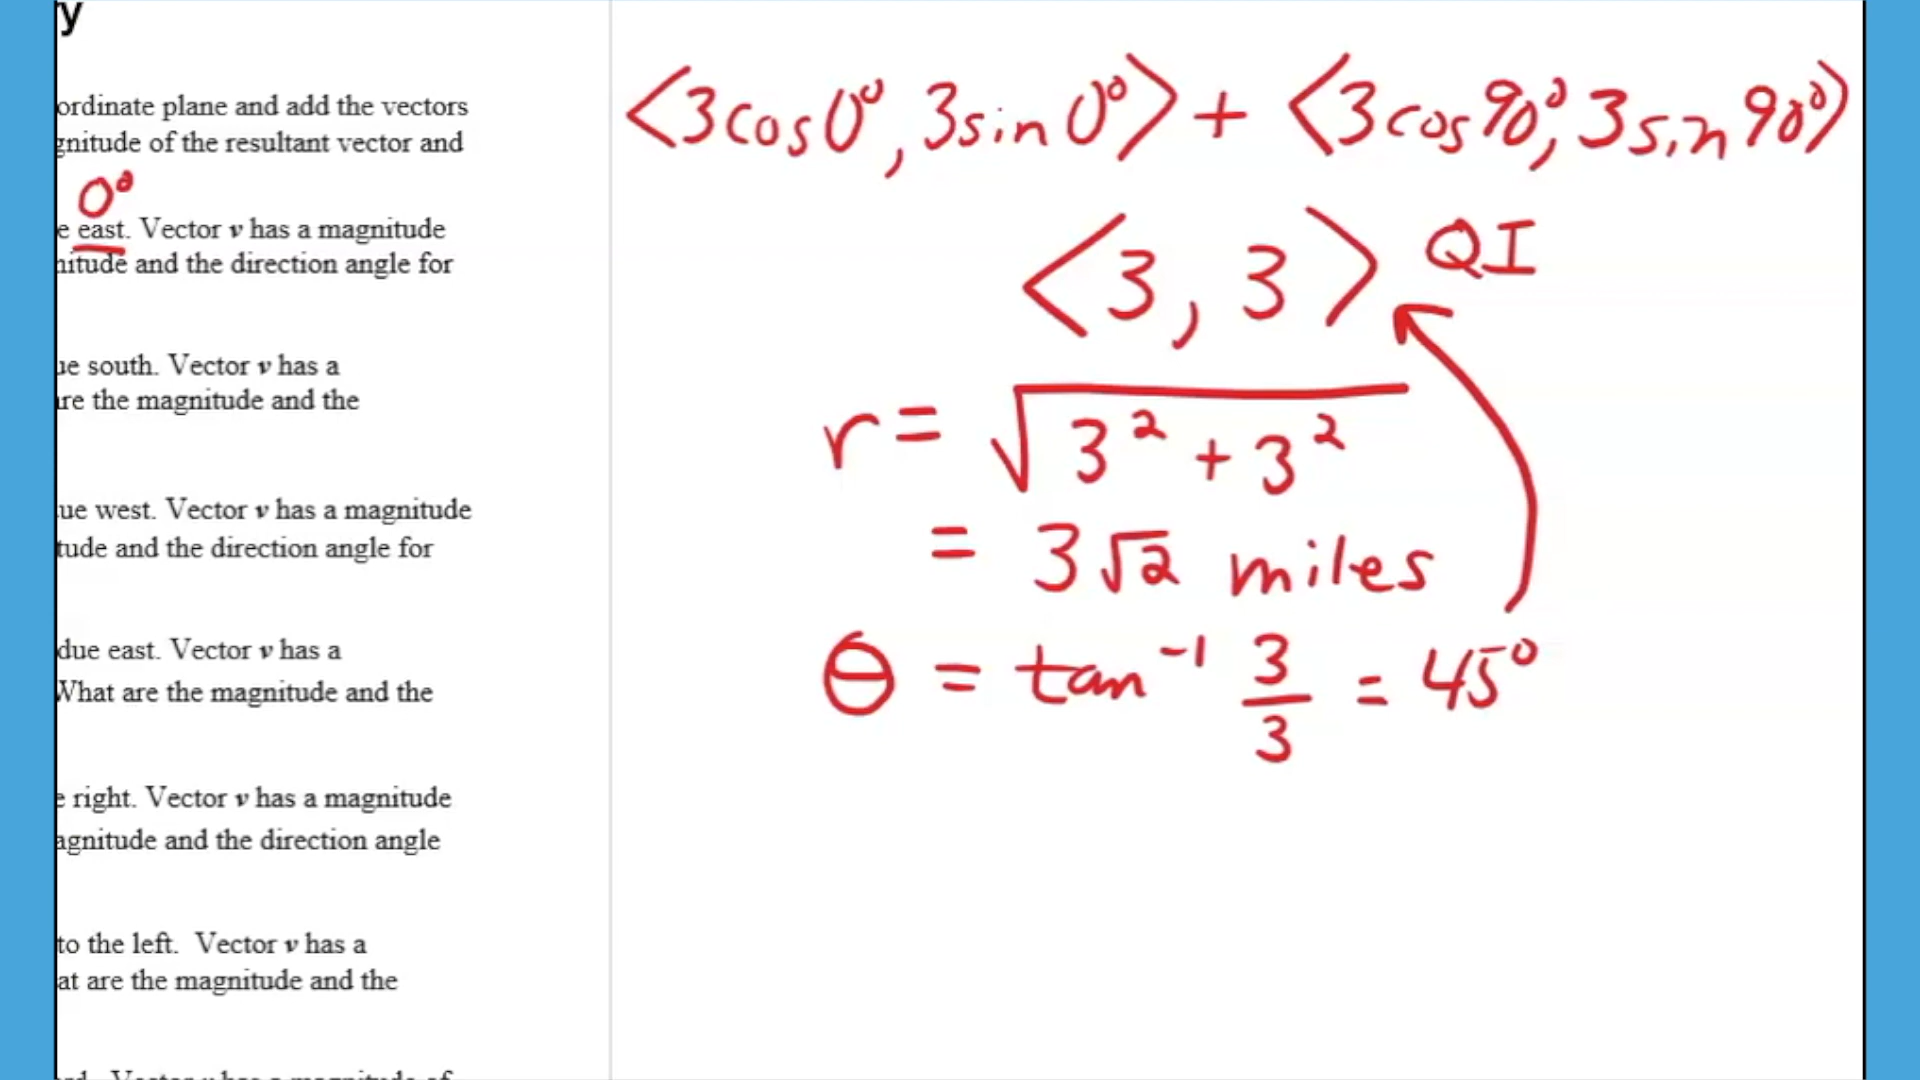 y
ordinate plane and add the vectors
gnitude of the resultant vector and
0°
e east. Vector v has a magnitude
nitude and the direction angle for
ue south. Vector v has a
are the magnitude and the
ue west. Vector v has a magnitude
tude and the direction angle for
due east. Vector v has a
What are the magnitude and the
e right. Vector v has a magnitude
agnitude and the direction angle
to the left. Vector v has a
at are the magnitude and the
<3cos0°, 3sin0°> + <3cos90°, 3sin90°>
<3, 3> QI
r = √3² + 3²
= 3√2 miles
θ = tan⁻¹ 3/3 = 45°